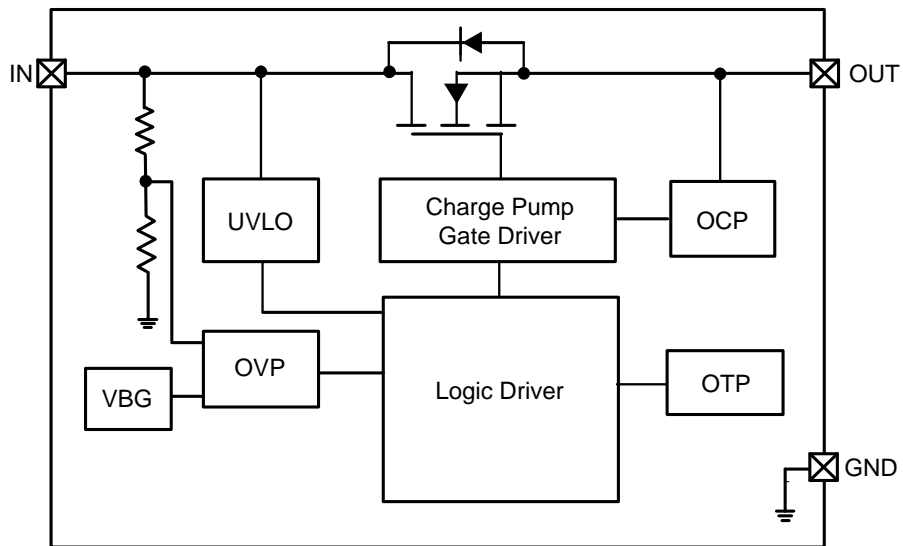 IN
OUT
UVLO
Charge Pump
Gate Driver
OCP
OVP
VBG
Logic Driver
OTP
GND